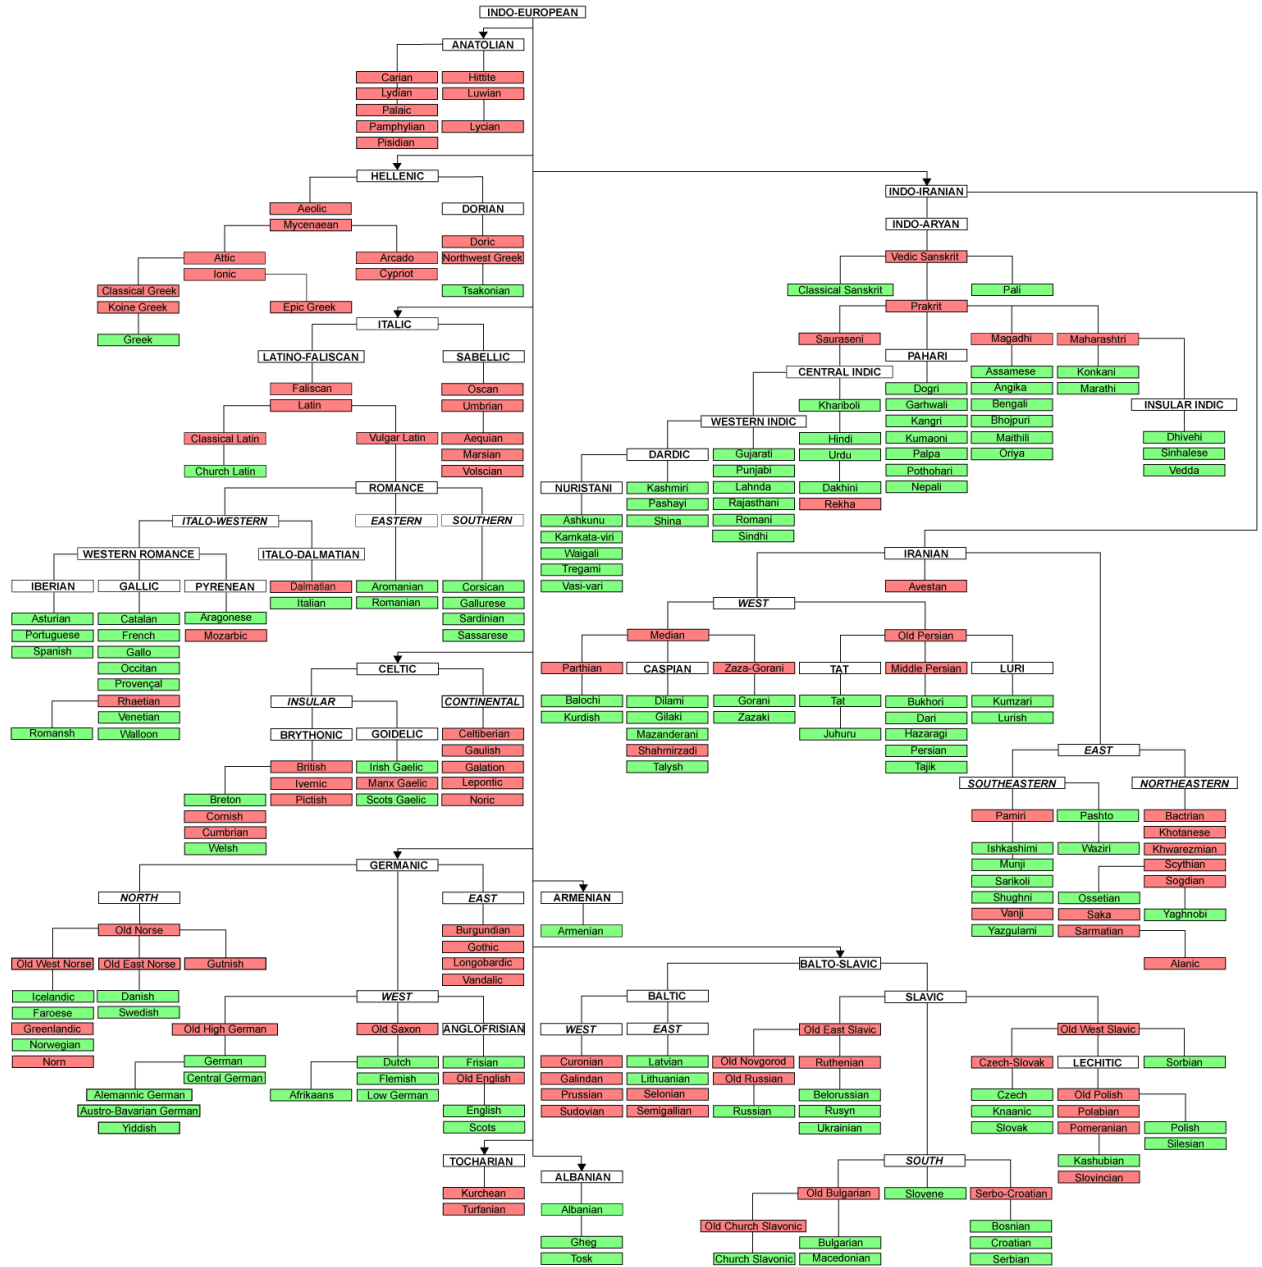 INDO-EUROPEAN
ANATOLIAN
Carian
Lydian
Palaic
Pamphylian
Pisidian
Hittite
Luwian
Lycian
HELLENIC
Aeolic
Mycenaean
DORIAN
Doric
Northwest Greek
Tsakonian
Attic
Ionic
Arcado
Cypriot
Classical Greek
Koine Greek
Greek
Epic Greek
ITALIC
LATINO-FALISCAN
Faliscan
Latin
SABELLIC
Oscan
Umbrian
Aequian
Marsian
Volscian
Classical Latin
Church Latin
Vulgar Latin
ROMANCE
ITALO-WESTERN
EASTERN
SOUTHERN
WESTERN ROMANCE
ITALO-DALMATIAN
IBERIAN
GALLIC
PYRENEAN
Asturian
Portuguese
Spanish
Catalan
French
Gallo
Occitan
Provençal
Rhaetian
Venetian
Walloon
Romansh
Aragonese
Mozarbic
Dalmatian
Italian
Aromanian
Romanian
Corsican
Gallurese
Sardinian
Sassarese
CELTIC
INSULAR
CONTINENTAL
BRYTHONIC
GOIDELIC
British
Ivernic
Pictish
Breton
Cornish
Cumbrian
Welsh
Irish Gaelic
Manx Gaelic
Scots Gaelic
Celtiberian
Gaulish
Galation
Lepontic
Noric
GERMANIC
NORTH
EAST
Old Norse
Old West Norse
Old East Norse
Gutnish
Icelandic
Faroese
Greenlandic
Norwegian
Norn
Danish
Swedish
Burgundian
Gothic
Longobardic
Vandalic
WEST
Old High German
Old Saxon
ANGLOFRISIAN
German
Central German
Alemannic German
Austro-Bavarian German
Yiddish
Dutch
Flemish
Low German
Afrikaans
Frisian
Old English
English
Scots
TOCHARIAN
Kurchean
Turfanian
ALBANIAN
Albanian
Gheg
Tosk
ARMENIAN
Armenian
INDO-IRANIAN
INDO-ARYAN
Vedic Sanskrit
Classical Sanskrit
Pali
Prakrit
Sauraseni
PAHARI
Magadhi
Maharashtri
CENTRAL INDIC
WESTERN INDIC
DARDIC
NURISTANI
INSULAR INDIC
Ashkunu
Kamkata-viri
Waigali
Tregami
Vasi-vari
Kashmiri
Pashayi
Shina
Gujarati
Punjabi
Lahnda
Rajasthani
Romani
Sindhi
Khariboli
Hindi
Urdu
Dakhini
Rekha
Dogri
Garhwali
Kangri
Kumaoni
Palpa
Pothohari
Nepali
Assamese
Angika
Bengali
Bhojpuri
Maithili
Oriya
Konkani
Marathi
Dhivehi
Sinhalese
Vedda
IRANIAN
Avestan
WEST
Median
Old Persian
Parthian
CASPIAN
Zaza-Gorani
TAT
Middle Persian
LURI
Balochi
Kurdish
Dilami
Gilaki
Mazanderani
Shahmirzadi
Talysh
Gorani
Zazaki
Tat
Juhuru
Bukhori
Dari
Hazaragi
Persian
Tajik
Kumzari
Lurish
EAST
SOUTHEASTERN
NORTHEASTERN
Pamiri
Ishkashimi
Munji
Sarikoli
Shughni
Vanji
Yazgulami
Pashto
Waziri
Bactrian
Khotanese
Khwarezmian
Scythian
Sogdian
Ossetian
Saka
Sarmatian
Yaghnobi
Alanic
BALTO-SLAVIC
BALTIC
SLAVIC
WEST
EAST
Curonian
Galindan
Prussian
Sudovian
Latvian
Lithuanian
Selonian
Semigallian
Old East Slavic
Old Novgorod
Old Russian
Russian
Ruthenian
Belorussian
Rusyn
Ukrainian
Old West Slavic
Czech-Slovak
LECHITIC
Sorbian
Czech
Knaanic
Slovak
Old Polish
Polabian
Pomeranian
Kashubian
Slovincian
Polish
Silesian
SOUTH
Old Bulgarian
Slovene
Serbo-Croatian
Old Church Slavonic
Church Slavonic
Bulgarian
Macedonian
Bosnian
Croatian
Serbian